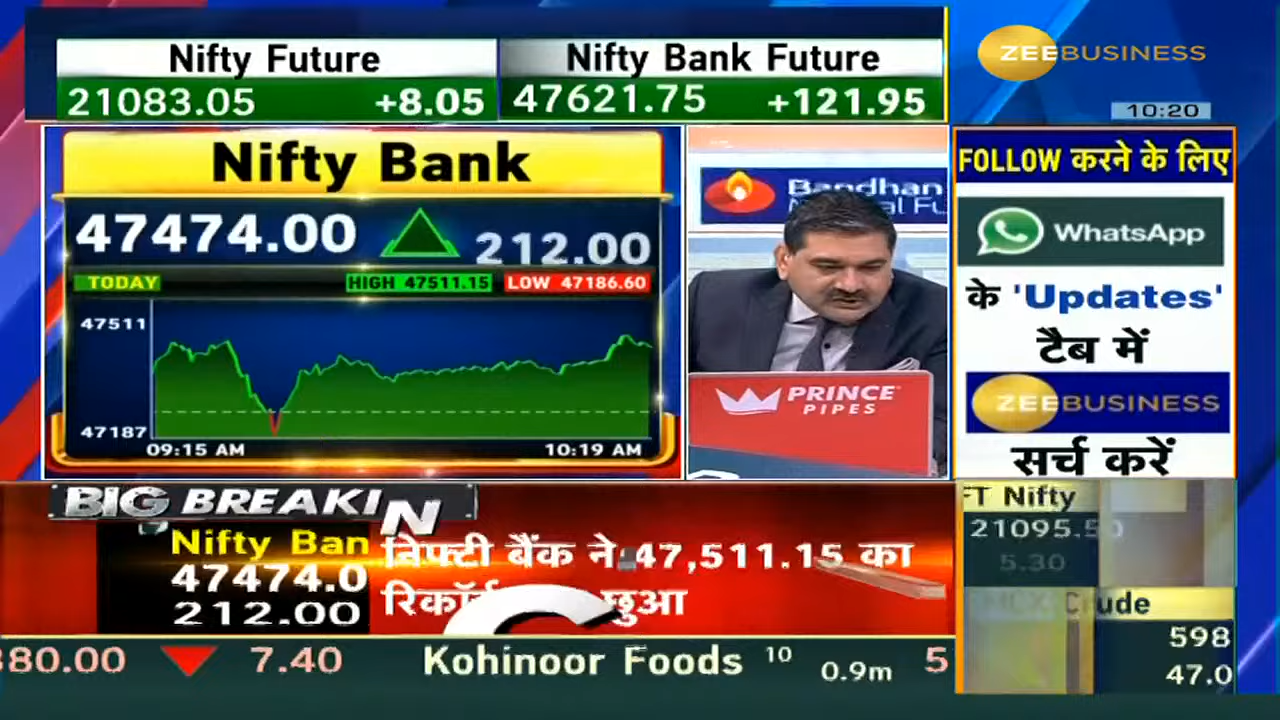 Nifty Future
21083.05 +8.05
Nifty Bank Future
47621.75 +121.95
ZEEBUSINESS
10:20
Nifty Bank
47474.00 212.00
TODAY HIGH 47511.15 LOW 47186.60
47511
47187
09:15 AM 10:19 AM
Bandhan
PRINCE
PIPES
FOLLOW करने के लिए
WhatsApp
के 'Updates'
टैब में
ZEEBUSINESS
सर्च करें
BIG BREAKIN
Nifty Ban
47474.0
212.00
निफ्टी बैंक ने 47,511.15 का
छुआ
FT Nifty
21095.50
5.30
Crude
598
47.0
380.00 7.40 Kohinoor Foods 10 0.9m 5